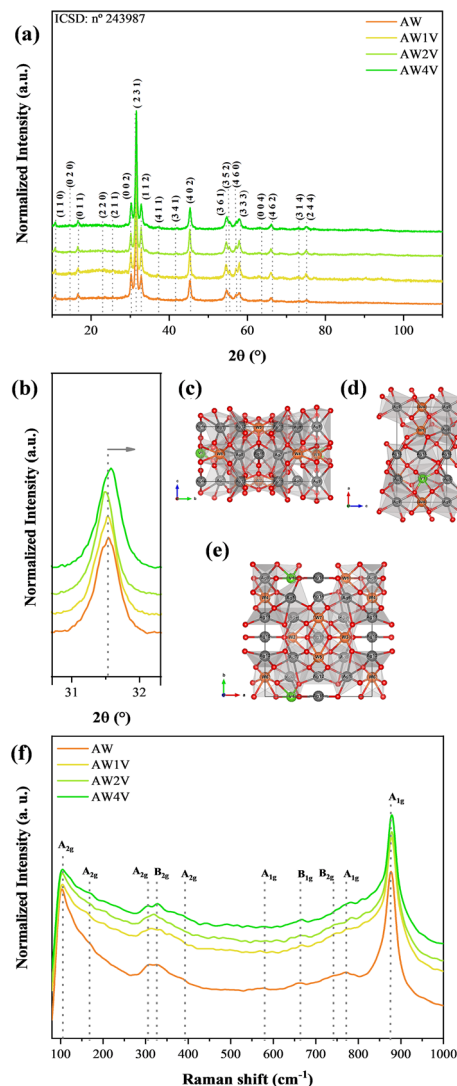 (a)
ICSD: nº 243987
AW
AW1V
AW2V
AW4V
Normalized Intensity (a.u.)
(1 1 0)
(0 2 0)
(0 1 1)
(2 2 0)
(2 1 1)
(0 0 2)
(2 3 1)
(1 1 2)
(4 1 1)
(3 4 1)
(4 0 2)
(3 6 1)
(3 5 2)
(4 6 0)
(3 3 3)
(0 0 4)
(4 6 2)
(3 1 4)
(2 4 4)
20
40
60
80
100
2θ (°)
(b)
Normalized Intensity (a.u.)
31
32
2θ (°)
(c)
(d)
(e)
(f)
AW
AW1V
AW2V
AW4V
Normalized Intensity (a. u.)
A2g
A2g
A2g
B2g
A2g
A1g
B1g
B2g
A1g
A1g
100
200
300
400
500
600
700
800
900
1000
Raman shift (cm-1)